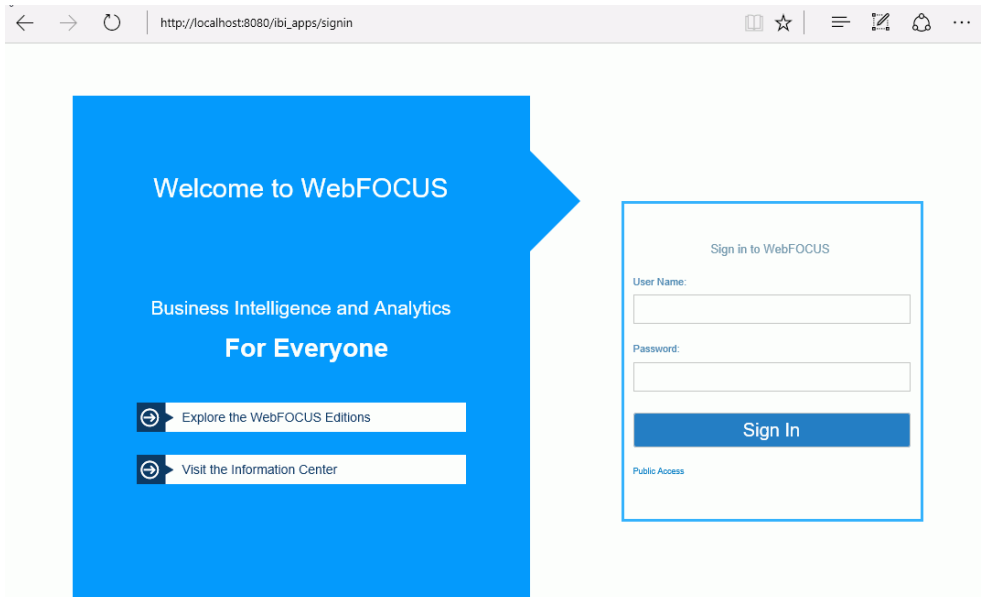 http://localhost:8080/ibi_apps/signin
Welcome to WebFOCUS
Business Intelligence and Analytics
For Everyone
Explore the WebFOCUS Editions
Visit the Information Center
Sign in to WebFOCUS
User Name:
Password:
Sign In
Public Access